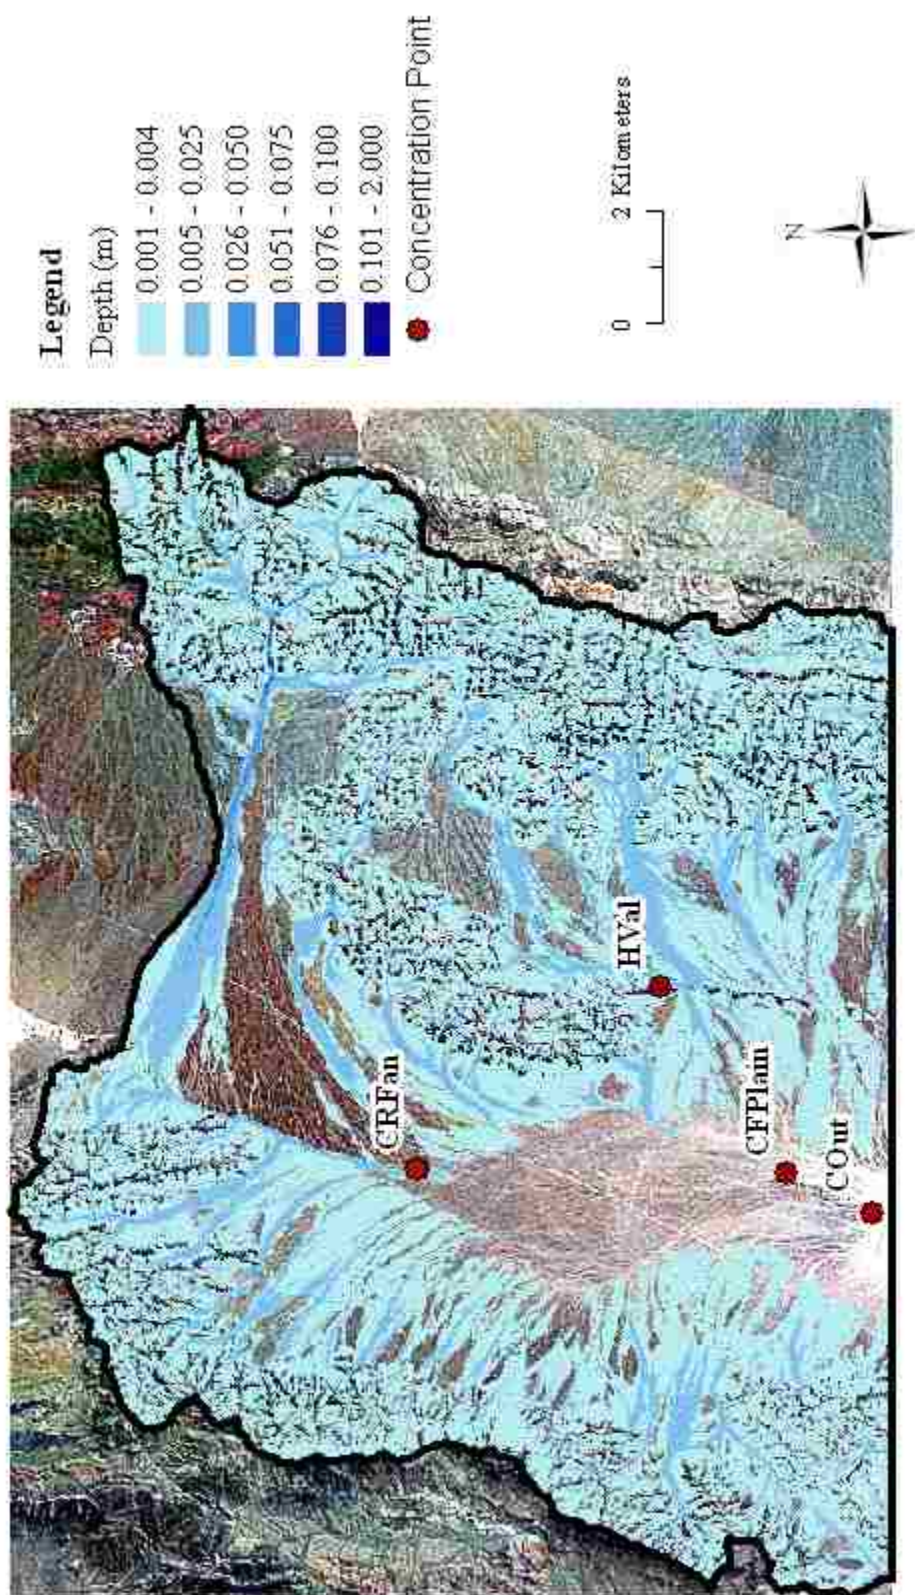 Legend
Depth (m)
0.001 - 0.004
0.005 - 0.025
0.026 - 0.050
0.051 - 0.075
0.076 - 0.100
0.101 - 2.000
Concentration Point
0 2 Kilometers
N
HVal
CRFan
CFPlain
COut